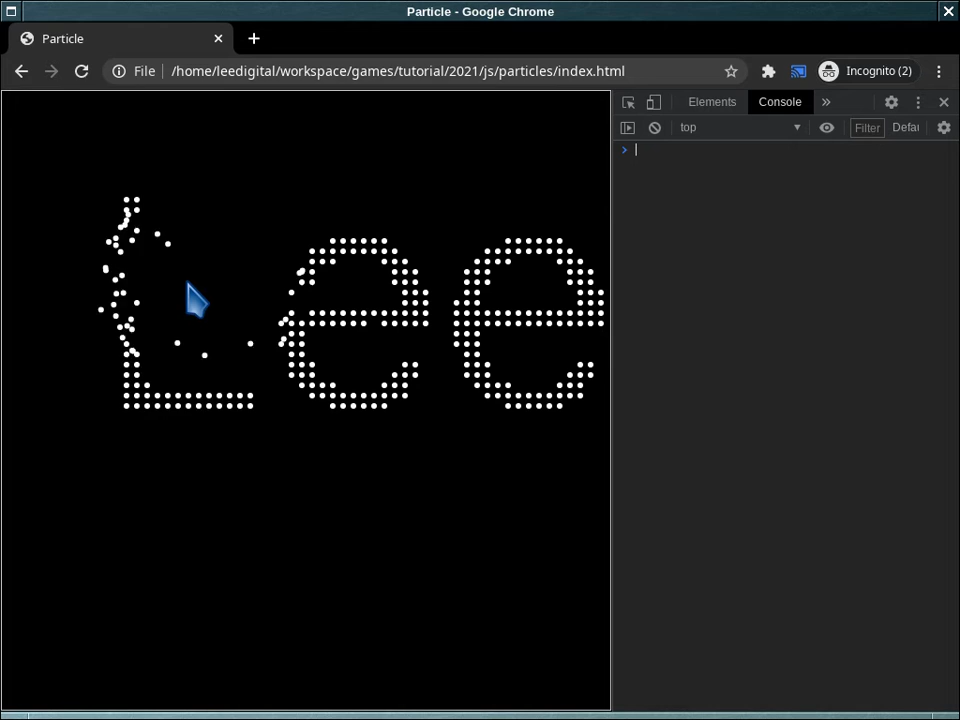 Particle - Google Chrome
Particle
File /home/leedigital/workspace/games/tutorial/2021/js/particles/index.html Incognito (2)
Elements Console »
top Filter Defau
Lee